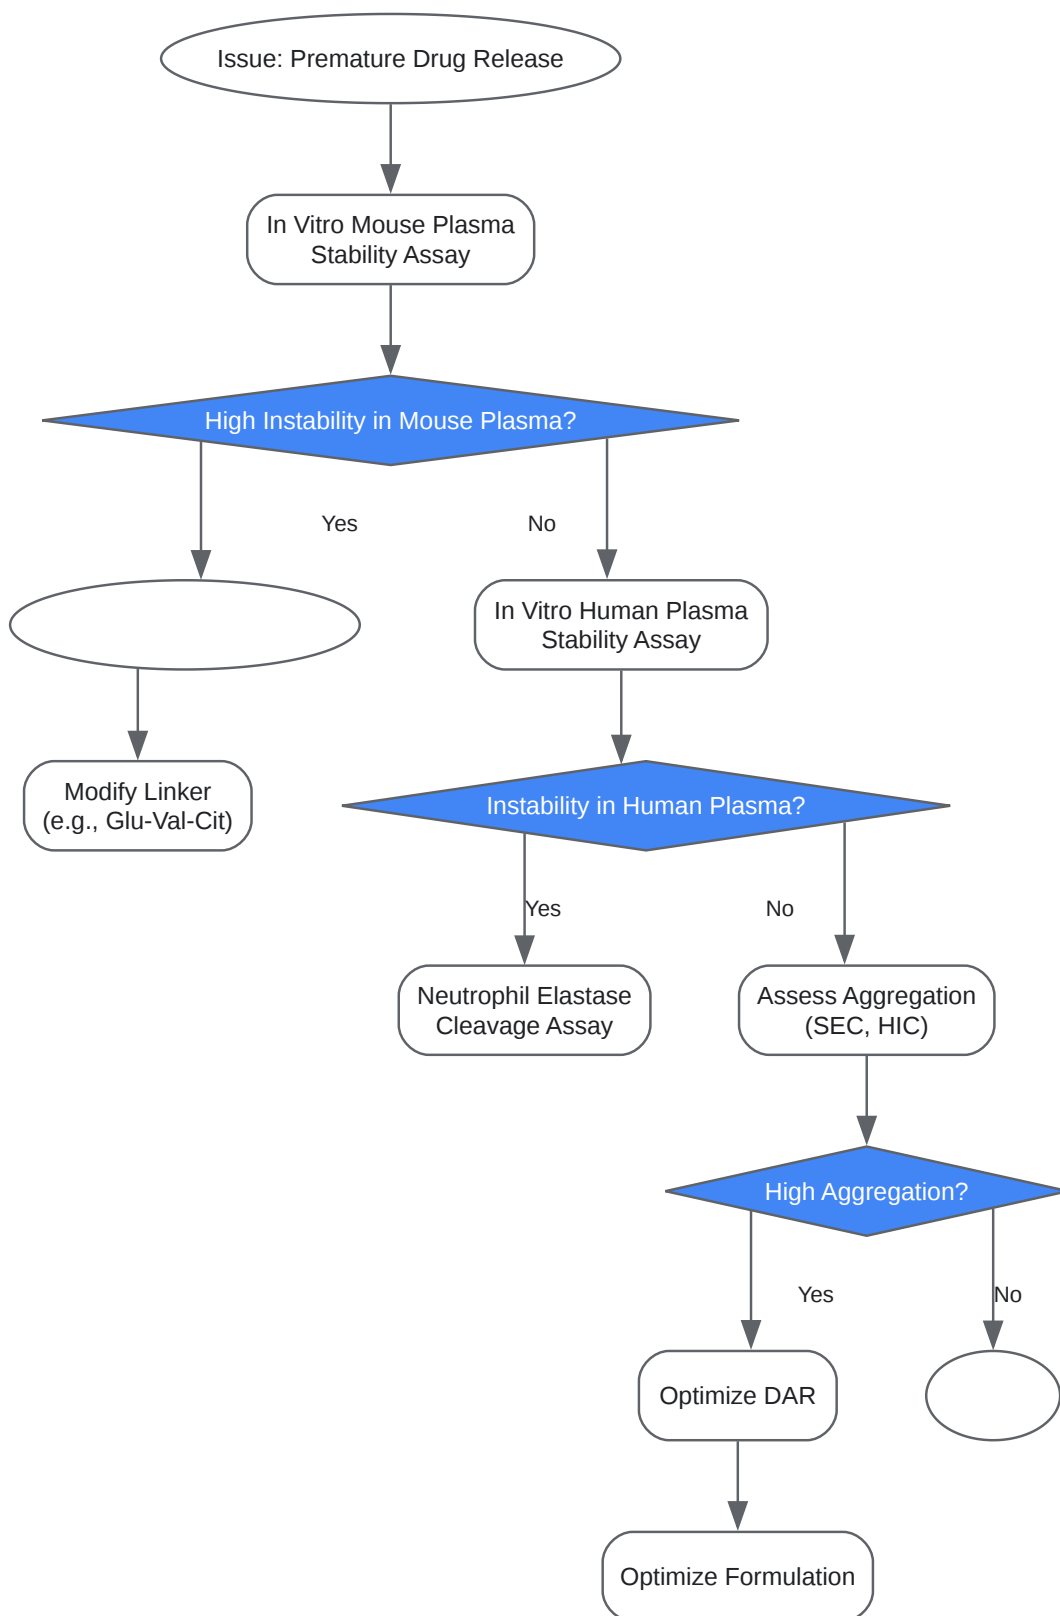 Issue: Premature Drug Release
In Vitro Mouse Plasma
Stability Assay
High Instability in Mouse Plasma?
Yes
No
In Vitro Human Plasma
Stability Assay
Modify Linker
(e.g., Glu-Val-Cit)
Instability in Human Plasma?
Yes
No
Neutrophil Elastase
Cleavage Assay
Assess Aggregation
(SEC, HIC)
High Aggregation?
Yes
No
Optimize DAR
Optimize Formulation